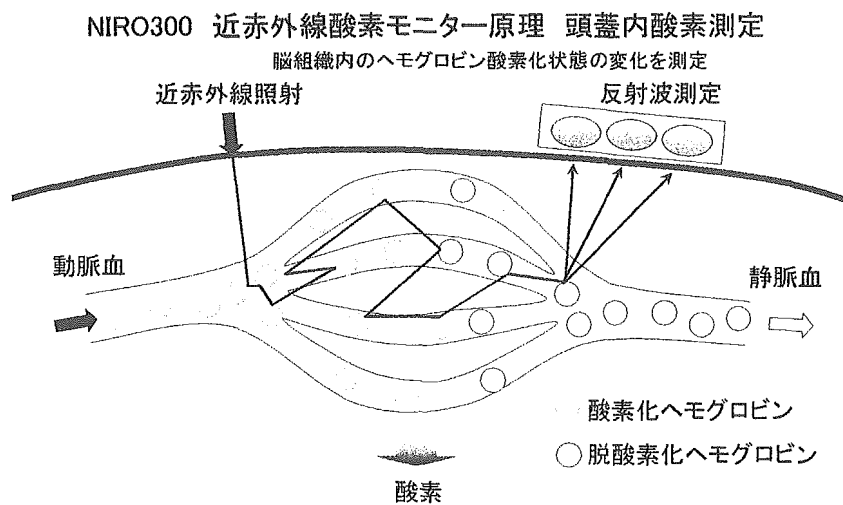 NIRO300 近赤外線酸素モニター原理 頭蓋内酸素測定
脳組織内のヘモグロビン酸素化状態の変化を測定
近赤外線照射
反射波測定
動脈血
静脈血
酸素化ヘモグロビン
脱酸素化ヘモグロビン
酸素